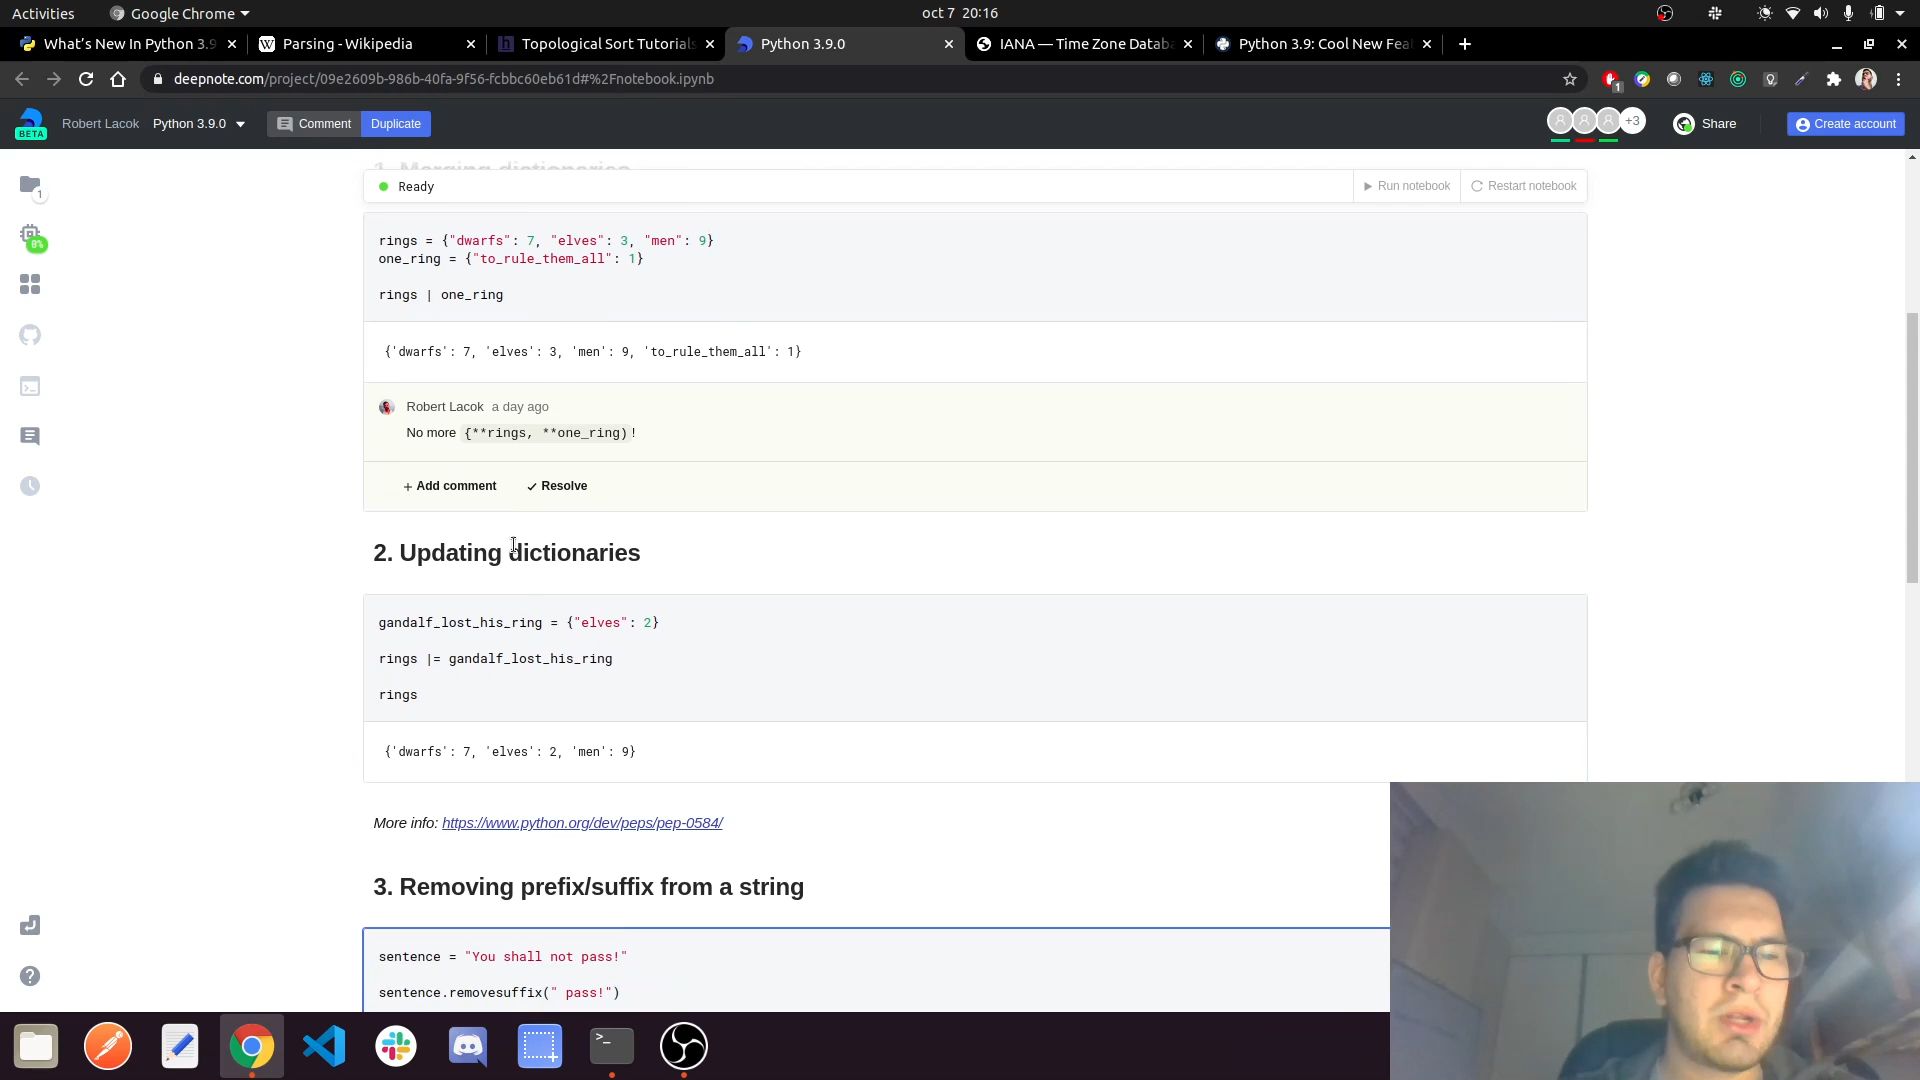 Activities
Google Chrome
oct 7 20:16
What's New In Python 3.9
Parsing - Wikipedia
Topological Sort Tutorials
Python 3.9.0
IANA — Time Zone Datab
Python 3.9: Cool New Fea
deepnote.com/project/09e2609b-986b-40fa-9f56-fcbbc60eb61d#%2Fnotebook.ipynb
1
BETA
Robert Lacok
Python 3.9.0
Comment
Duplicate
+3
Share
Create account
1. Merging dictionaries
1
Ready
Run notebook
Restart notebook
0%
rings = {"dwarfs": 7, "elves": 3, "men": 9}
one_ring = {"to_rule_them_all": 1}
rings | one_ring
{'dwarfs': 7, 'elves': 3, 'men': 9, 'to_rule_them_all': 1}
Robert Lacok a day ago
No more {**rings, **one_ring)!
+ Add comment
Resolve
2. Updating dictionaries
gandalf_lost_his_ring = {"elves": 2}
rings |= gandalf_lost_his_ring
rings
{'dwarfs': 7, 'elves': 2, 'men': 9}
More info: https://www.python.org/dev/peps/pep-0584/
3. Removing prefix/suffix from a string
sentence = "You shall not pass!"
sentence.removesuffix(" pass!")